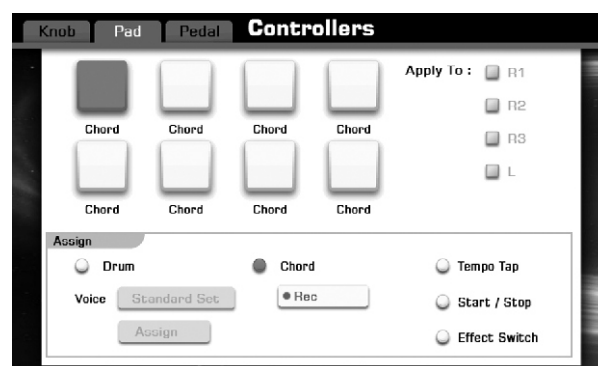 Knob Pad Pedal Controllers
Apply To : R1
R2
R3
L
Chord Chord Chord Chord
Chord Chord Chord Chord
Assign
Drum Chord Tempo Tap
Voice Standard Set Rec Start / Stop
Assign Effect Switch